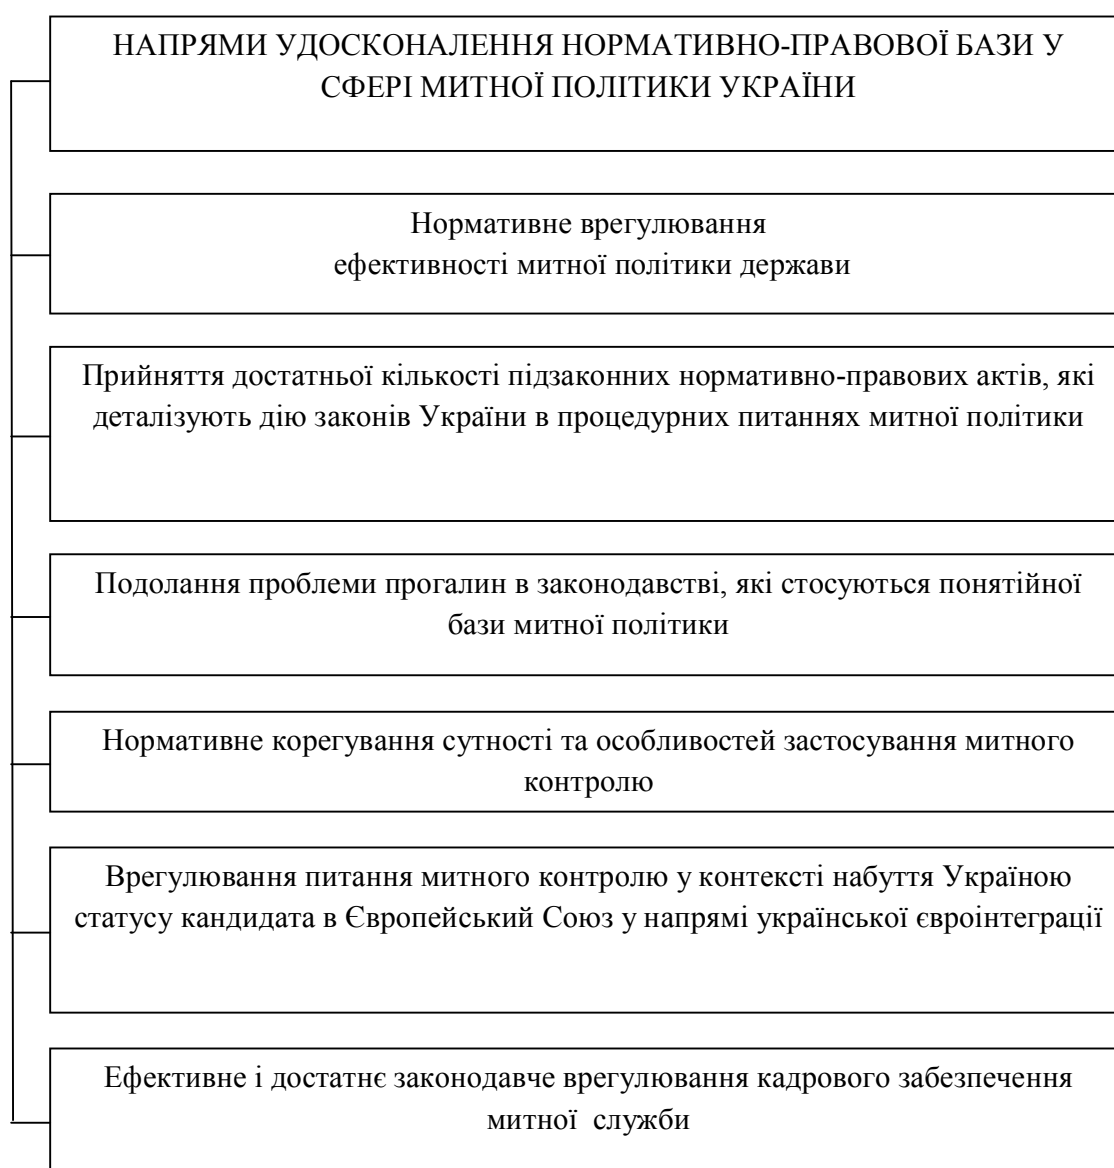 НАПРЯМИ УДОСКОНАЛЕННЯ НОРМАТИВНО-ПРАВОВОЇ БАЗИ У
СФЕРІ МИТНОЇ ПОЛІТИКИ УКРАЇНИ
Нормативне врегулювання
ефективності митної політики держави
Прийняття достатньої кількості підзаконних нормативно-правових актів, які
деталізують дію законів України в процедурних питаннях митної політики
Подолання проблеми прогалин в законодавстві, які стосуються понятійної
бази митної політики
Нормативне корегування сутності та особливостей застосування митного
контролю
Врегулювання питання митного контролю у контексті набуття Україною
статусу кандидата в Європейський Союз у напрямі української євроінтеграції
Ефективне і достатнє законодавче врегулювання кадрового забезпечення
митної служби